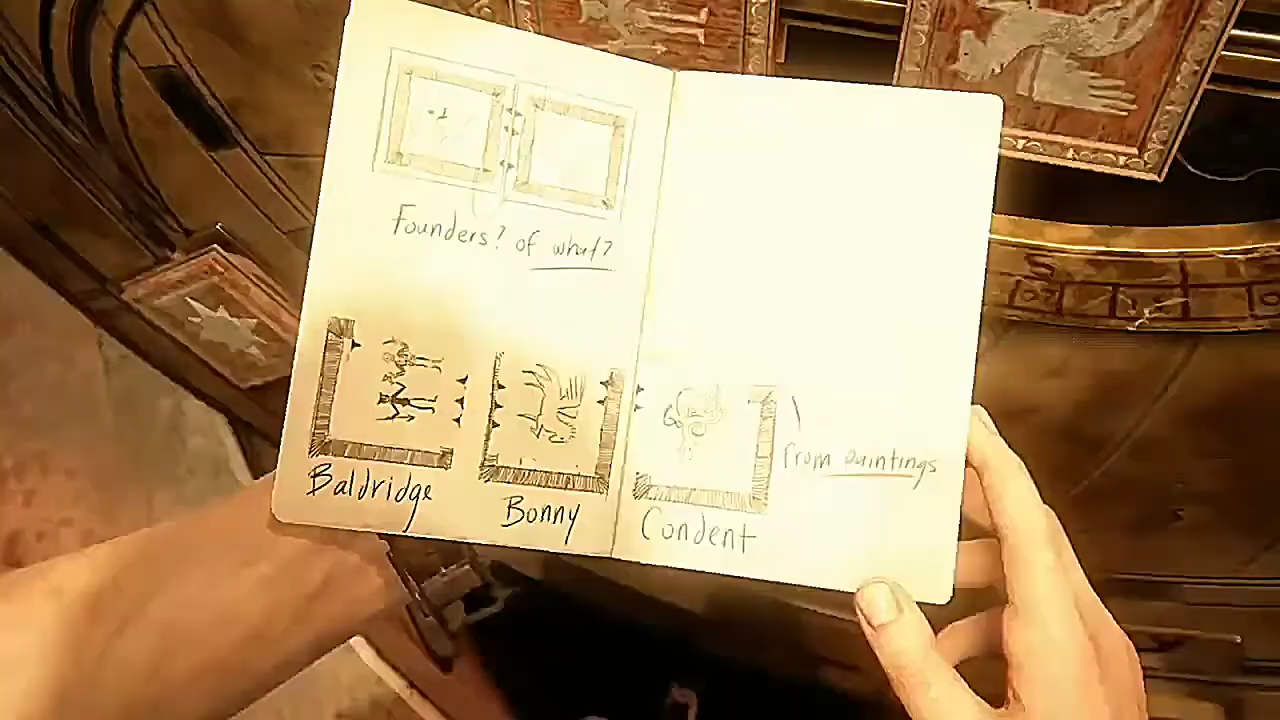 Founders? of what?
Baldridge
Bonny
Condent
from paintings